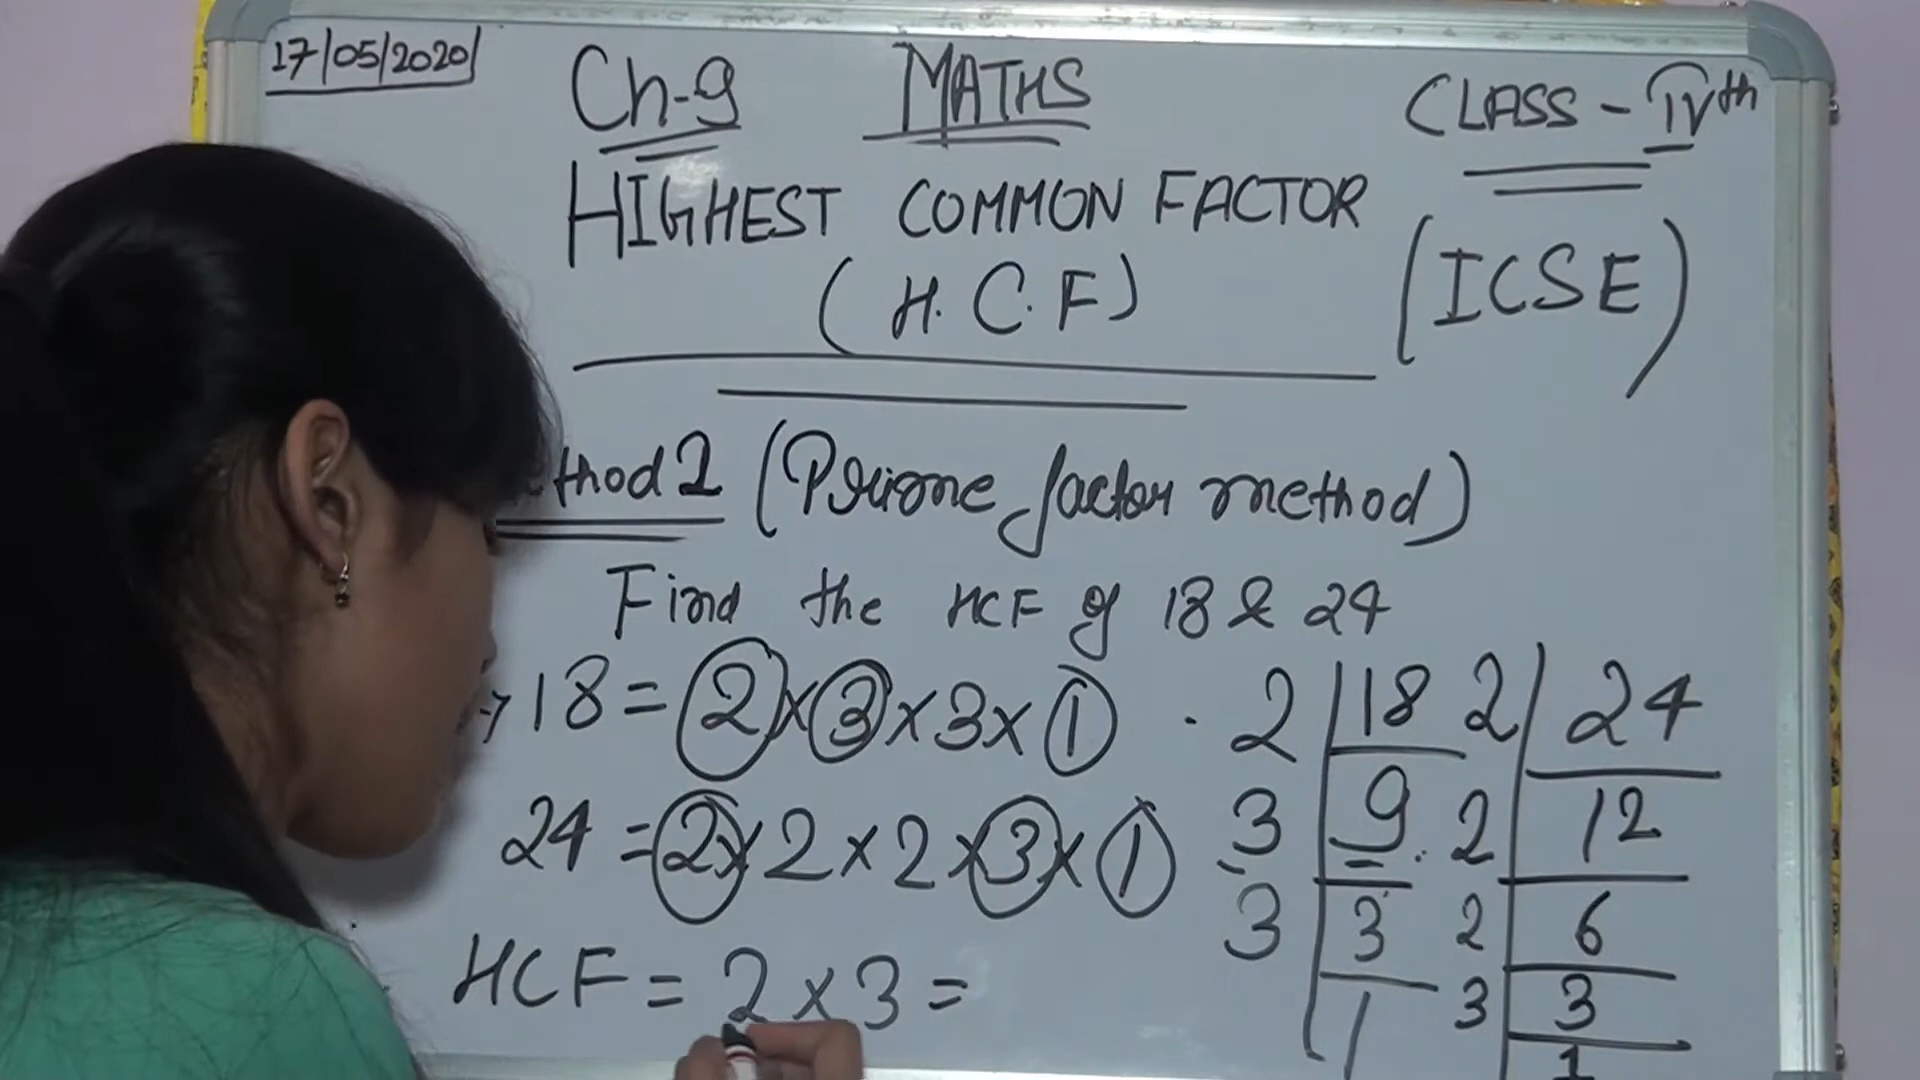 17/05/2020
Ch-9 MATHS CLASS - IVth
HIGHEST COMMON FACTOR
(H.C.F) (ICSE)
ethod 2 (Prime factor method)
Find the HCF of 18 & 24
→ 18 = 2 × 3 × 3 × 1
24 = 2 × 2 × 2 × 3 × 1
HCF = 2 × 3 =
2 | 18
3 | 9
3 | 3
1
2 | 24
2 | 12
2 | 6
3 | 3
1